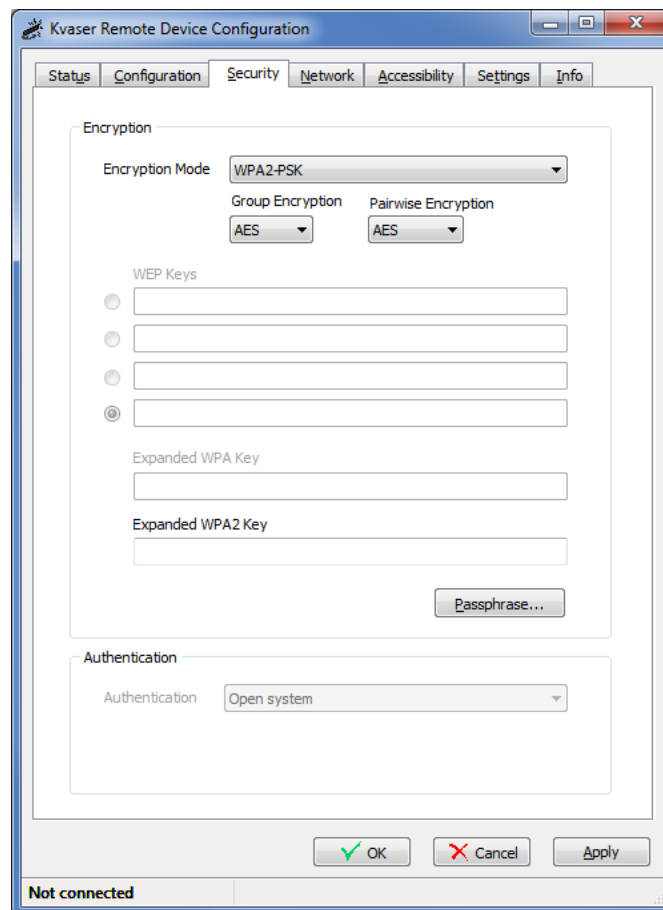 Kvaser Remote Device Configuration
Status Configuration Security Network Accessibility Settings Info
Encryption
Encryption Mode WPA2-PSK
Group Encryption Pairwise Encryption
AES AES
WEP Keys
Expanded WPA Key
Expanded WPA2 Key
Passphrase...
Authentication
Authentication Open system
OK Cancel Apply
Not connected